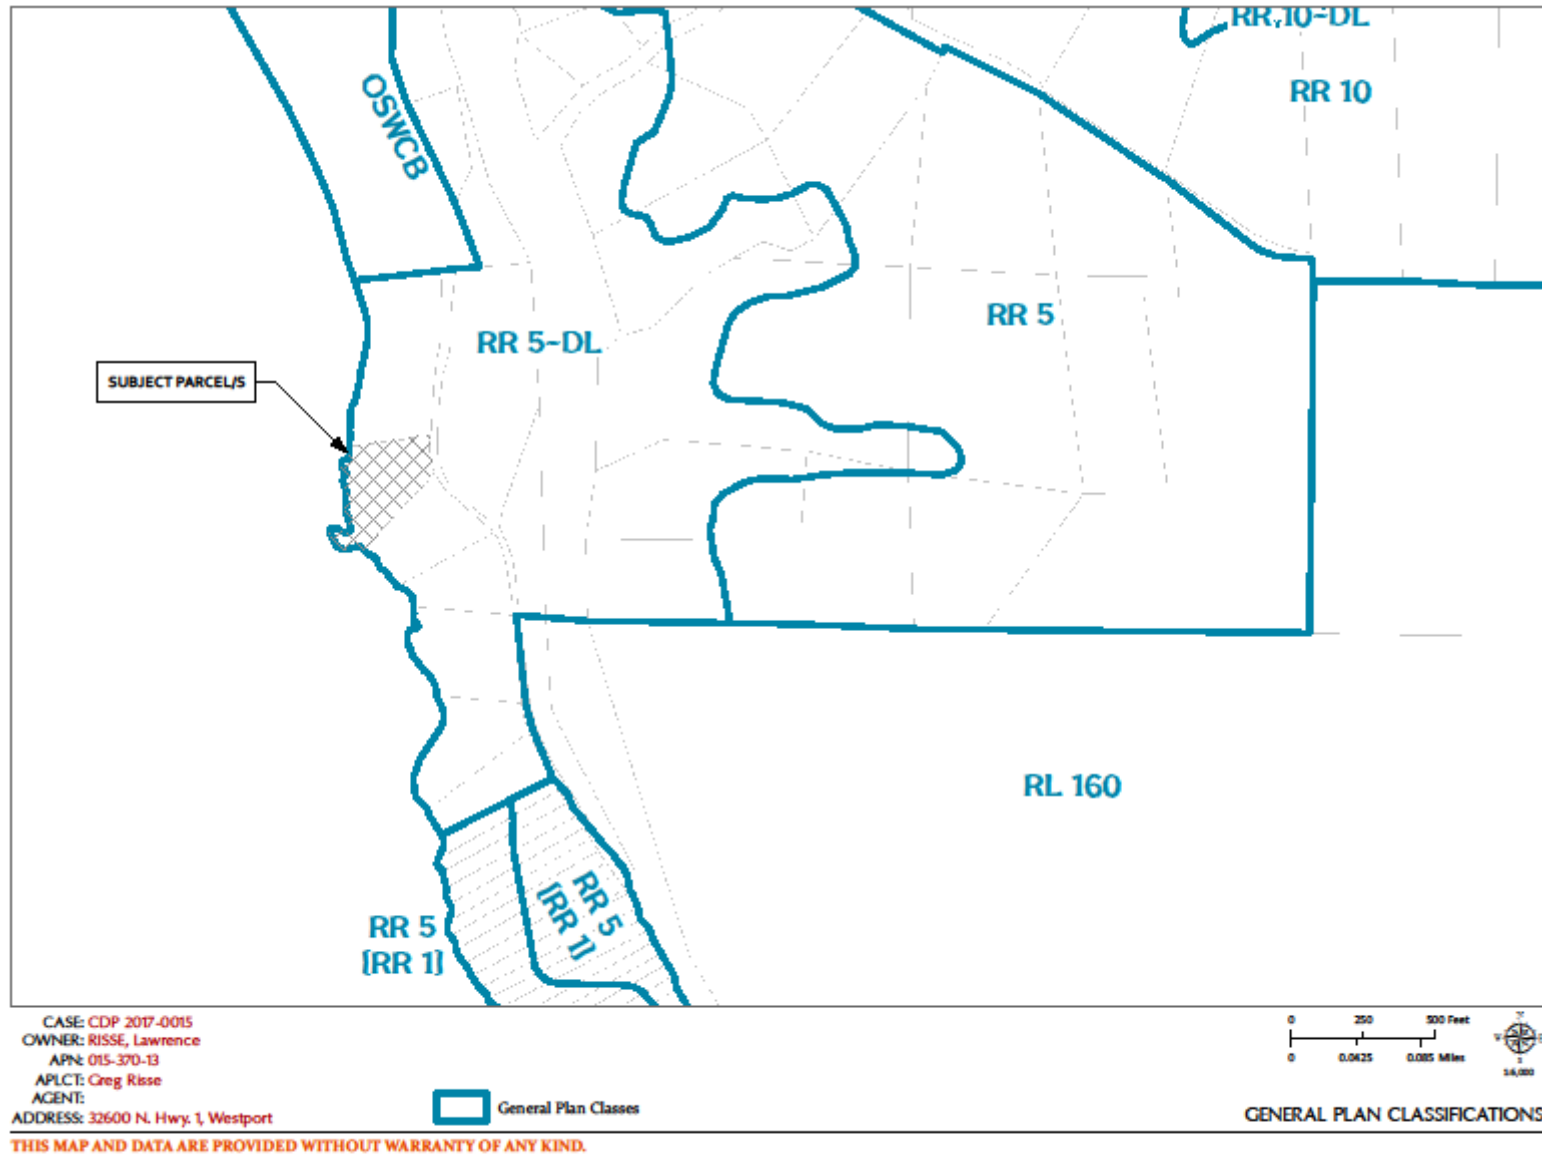 RR 10-DL
RR 10
OSWCB
RR 5
RR 5-DL
SUBJECT PARCEL/S
RL 160
RR 5
[RR 1]
RR 5
[RR 1]
CASE: CDP 2017-0015
OWNER: RISSE, Lawrence
APN: 015-370-13
APLCT: Greg Risse
AGENT:
ADDRESS: 32600 N. Hwy. 1, Westport
General Plan Classes
0 250 500 Feet
0 0.0425 0.085 Miles
1:6,000
GENERAL PLAN CLASSIFICATIONS
THIS MAP AND DATA ARE PROVIDED WITHOUT WARRANTY OF ANY KIND.